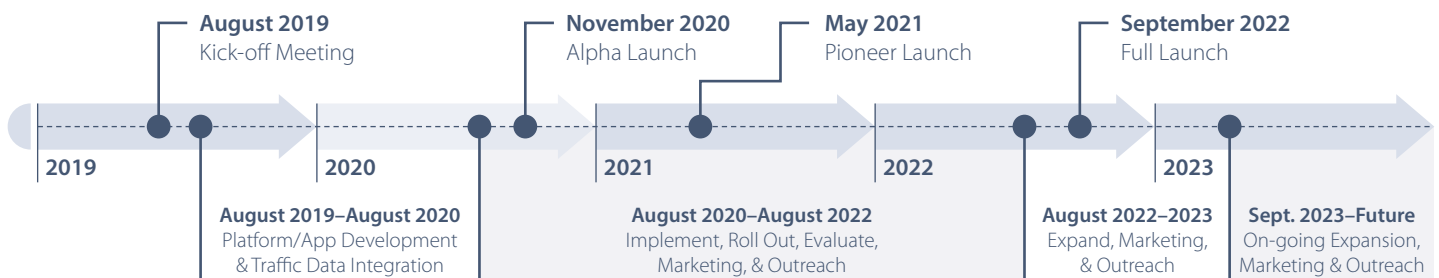 August 2019
Kick-off Meeting
November 2020
Alpha Launch
May 2021
Pioneer Launch
September 2022
Full Launch
2019
2020
2021
2022
2023
August 2019–August 2020
Platform/App Development
& Traffic Data Integration
August 2020–August 2022
Implement, Roll Out, Evaluate,
Marketing, & Outreach
August 2022–2023
Expand, Marketing,
& Outreach
Sept. 2023–Future
On-going Expansion,
Marketing & Outreach